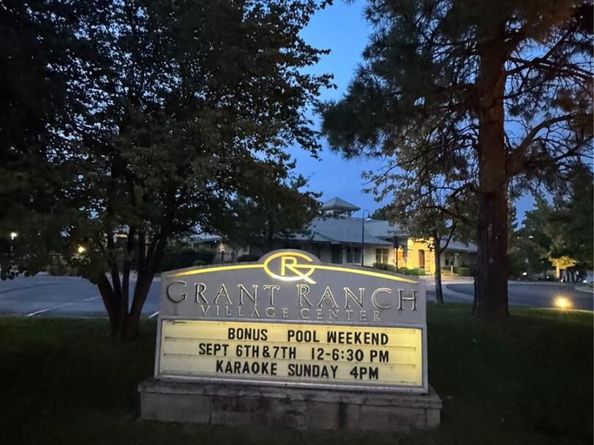 GR
GRANT RANCH
VILLAGE CENTER
BONUS POOL WEEKEND
SEPT 6TH&7TH 12-6:30 PM
KARAOKE SUNDAY 4PM